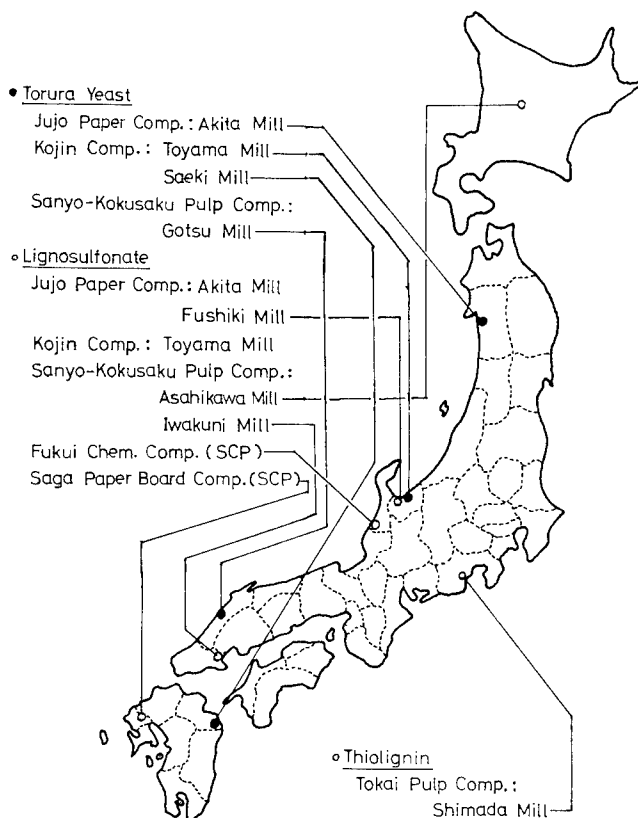 Torura Yeast
Jujo Paper Comp.: Akita Mill
Kojin Comp.: Toyama Mill
Saeki Mill
Sanyo-Kokusaku Pulp Comp.:
Gotsu Mill
Lignosulfonate
Jujo Paper Comp.: Akita Mill
Fushiki Mill
Kojin Comp.: Toyama Mill
Sanyo-Kokusaku Pulp Comp.:
Asahikawa Mill
Iwakuni Mill
Fukui Chem. Comp. (SCP)
Saga Paper Board Comp. (SCP)
Thiolignin
Tokai Pulp Comp.:
Shimada Mill